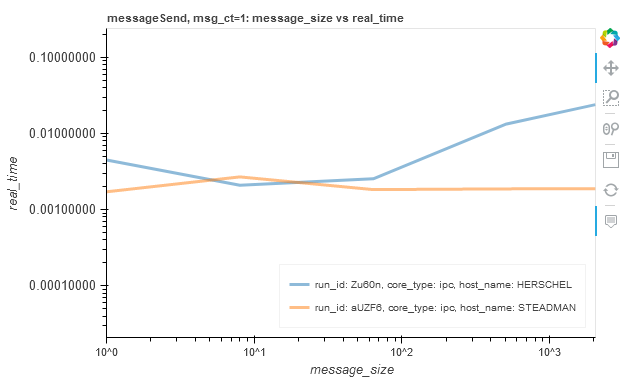 messageSend, msg_ct=1: message_size vs real_time
0.10000000
0.01000000
0.00100000
0.00010000
real_time
run_id: Zu60n, core_type: ipc, host_name: HERSCHEL
run_id: aUZF6, core_type: ipc, host_name: STEADMAN
10^0
10^1
10^2
10^3
message_size